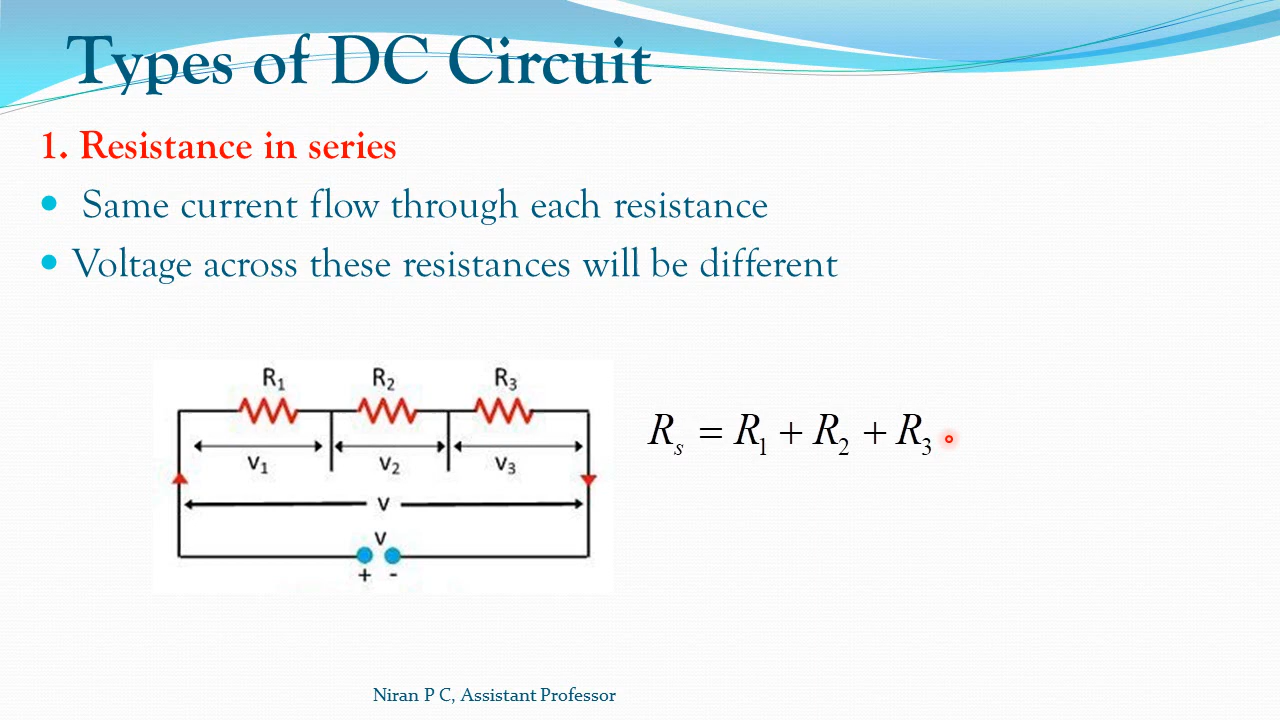 Types of DC Circuit
1. Resistance in series
• Same current flow through each resistance
• Voltage across these resistances will be different
R₁ R₂ R₃
V₁ V₂ V₃
V
V
+ -
Rₛ = R₁ + R₂ + R₃
Niran P C, Assistant Professor